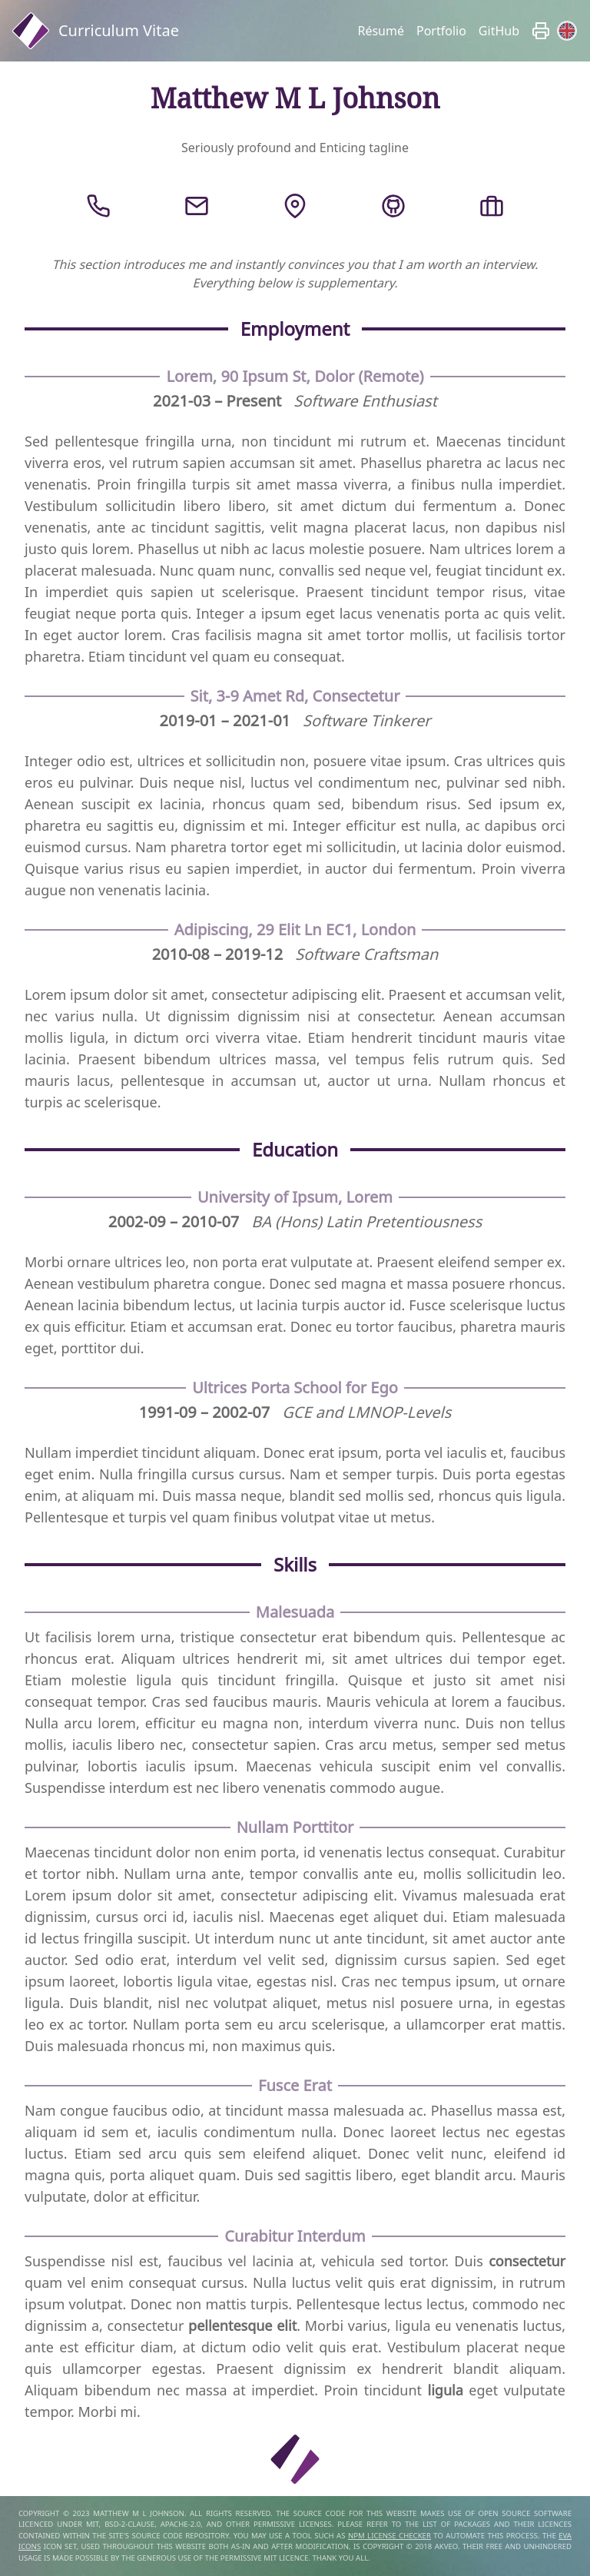 Curriculum Vitae
Résumé Portfolio GitHub
Matthew M L Johnson
Seriously profound and Enticing tagline
This section introduces me and instantly convinces you that I am worth an interview.
Everything below is supplementary.
Employment
Lorem, 90 Ipsum St, Dolor (Remote)
2021-03 – Present Software Enthusiast
Sed pellentesque fringilla urna, non tincidunt mi rutrum et. Maecenas tincidunt
viverra eros, vel rutrum sapien accumsan sit amet. Phasellus pharetra ac lacus nec
venenatis. Proin fringilla turpis sit amet massa viverra, a finibus nulla imperdiet.
Vestibulum sollicitudin libero libero, sit amet dictum dui fermentum a. Donec
venenatis, ante ac tincidunt sagittis, velit magna placerat lacus, non dapibus nisl
justo quis lorem. Phasellus ut nibh ac lacus molestie posuere. Nam ultrices lorem a
placerat malesuada. Nunc quam nunc, convallis sed neque vel, feugiat tincidunt ex.
In imperdiet quis sapien ut scelerisque. Praesent tincidunt tempor risus, vitae
feugiat neque porta quis. Integer a ipsum eget lacus venenatis porta ac quis velit.
In eget auctor lorem. Cras facilisis magna sit amet tortor mollis, ut facilisis tortor
pharetra. Etiam tincidunt vel quam eu consequat.
Sit, 3-9 Amet Rd, Consectetur
2019-01 – 2021-01 Software Tinkerer
Integer odio est, ultrices et sollicitudin non, posuere vitae ipsum. Cras ultrices quis
eros eu pulvinar. Duis neque nisl, luctus vel condimentum nec, pulvinar sed nibh.
Aenean suscipit ex lacinia, rhoncus quam sed, bibendum risus. Sed ipsum ex,
pharetra eu sagittis eu, dignissim et mi. Integer efficitur est nulla, ac dapibus orci
euismod cursus. Nam pharetra tortor eget mi sollicitudin, ut lacinia dolor euismod.
Quisque varius risus eu sapien imperdiet, in auctor dui fermentum. Proin viverra
augue non venenatis lacinia.
Adipiscing, 29 Elit Ln EC1, London
2010-08 – 2019-12 Software Craftsman
Lorem ipsum dolor sit amet, consectetur adipiscing elit. Praesent et accumsan velit,
nec varius nulla. Ut dignissim dignissim nisi at consectetur. Aenean accumsan
mollis ligula, in dictum orci viverra vitae. Etiam hendrerit tincidunt mauris vitae
lacinia. Praesent bibendum ultrices massa, vel tempus felis rutrum quis. Sed
mauris lacus, pellentesque in accumsan ut, auctor ut urna. Nullam rhoncus et
turpis ac scelerisque.
Education
University of Ipsum, Lorem
2002-09 – 2010-07 BA (Hons) Latin Pretentiousness
Morbi ornare ultrices leo, non porta erat vulputate at. Praesent eleifend semper ex.
Aenean vestibulum pharetra congue. Donec sed magna et massa posuere rhoncus.
Aenean lacinia bibendum lectus, ut lacinia turpis auctor id. Fusce scelerisque luctus
ex quis efficitur. Etiam et accumsan erat. Donec eu tortor faucibus, pharetra mauris
eget, porttitor dui.
Ultrices Porta School for Ego
1991-09 – 2002-07 GCE and LMNOP-Levels
Nullam imperdiet tincidunt aliquam. Donec erat ipsum, porta vel iaculis et, faucibus
eget enim. Nulla fringilla cursus cursus. Nam et semper turpis. Duis porta egestas
enim, at aliquam mi. Duis massa neque, blandit sed mollis sed, rhoncus quis ligula.
Pellentesque et turpis vel quam finibus volutpat vitae ut metus.
Skills
Malesuada
Ut facilisis lorem urna, tristique consectetur erat bibendum quis. Pellentesque ac
rhoncus erat. Aliquam ultrices hendrerit mi, sit amet ultrices dui tempor eget.
Etiam molestie ligula quis tincidunt fringilla. Quisque et justo sit amet nisi
consequat tempor. Cras sed faucibus mauris. Mauris vehicula at lorem a faucibus.
Nulla arcu lorem, efficitur eu magna non, interdum viverra nunc. Duis non tellus
mollis, iaculis libero nec, consectetur sapien. Cras arcu metus, semper sed metus
pulvinar, lobortis iaculis ipsum. Maecenas vehicula suscipit enim vel convallis.
Suspendisse interdum est nec libero venenatis commodo augue.
Nullam Porttitor
Maecenas tincidunt dolor non enim porta, id venenatis lectus consequat. Curabitur
et tortor nibh. Nullam urna ante, tempor convallis ante eu, mollis sollicitudin leo.
Lorem ipsum dolor sit amet, consectetur adipiscing elit. Vivamus malesuada erat
dignissim, cursus orci id, iaculis nisl. Maecenas eget aliquet dui. Etiam malesuada
id lectus fringilla suscipit. Ut interdum nunc ut ante tincidunt, sit amet auctor ante
auctor. Sed odio erat, interdum vel velit sed, dignissim cursus sapien. Sed eget
ipsum laoreet, lobortis ligula vitae, egestas nisl. Cras nec tempus ipsum, ut ornare
ligula. Duis blandit, nisl nec volutpat aliquet, metus nisl posuere urna, in egestas
leo ex ac tortor. Nullam porta sem eu arcu scelerisque, a ullamcorper erat mattis.
Duis malesuada rhoncus mi, non maximus quis.
Fusce Erat
Nam congue faucibus odio, at tincidunt massa malesuada ac. Phasellus massa est,
aliquam id sem et, iaculis condimentum nulla. Donec laoreet lectus nec egestas
luctus. Etiam sed arcu quis sem eleifend aliquet. Donec velit nunc, eleifend id
magna quis, porta aliquet quam. Duis sed sagittis libero, eget blandit arcu. Mauris
vulputate, dolor at efficitur.
Curabitur Interdum
Suspendisse nisl est, faucibus vel lacinia at, vehicula sed tortor. Duis consectetur
quam vel enim consequat cursus. Nulla luctus velit quis erat dignissim, in rutrum
ipsum volutpat. Donec non mattis turpis. Pellentesque lectus lectus, commodo nec
dignissim a, consectetur pellentesque elit. Morbi varius, ligula eu venenatis luctus,
ante est efficitur diam, at dictum odio velit quis erat. Vestibulum placerat neque
quis ullamcorper egestas. Praesent dignissim ex hendrerit blandit aliquam.
Aliquam bibendum nec massa at imperdiet. Proin tincidunt ligula eget vulputate
tempor. Morbi mi.
COPYRIGHT © 2023 MATTHEW M L JOHNSON. ALL RIGHTS RESERVED. THE SOURCE CODE FOR THIS WEBSITE MAKES USE OF OPEN SOURCE SOFTWARE
LICENCED UNDER MIT, BSD-2-CLAUSE, APACHE-2.0, AND OTHER PERMISSIVE LICENSES. PLEASE REFER TO THE LIST OF PACKAGES AND THEIR LICENCES
CONTAINED WITHIN THE SITE'S SOURCE CODE REPOSITORY. YOU MAY USE A TOOL SUCH AS NPM LICENSE CHECKER TO AUTOMATE THIS PROCESS. THE EVA
ICONS ICON SET, USED THROUGHOUT THIS WEBSITE BOTH AS-IN AND AFTER MODIFICATION, IS COPYRIGHT © 2018 AKVEO. THEIR FREE AND UNHINDERED
USAGE IS MADE POSSIBLE BY THE GENEROUS USE OF THE PERMISSIVE MIT LICENCE. THANK YOU ALL.